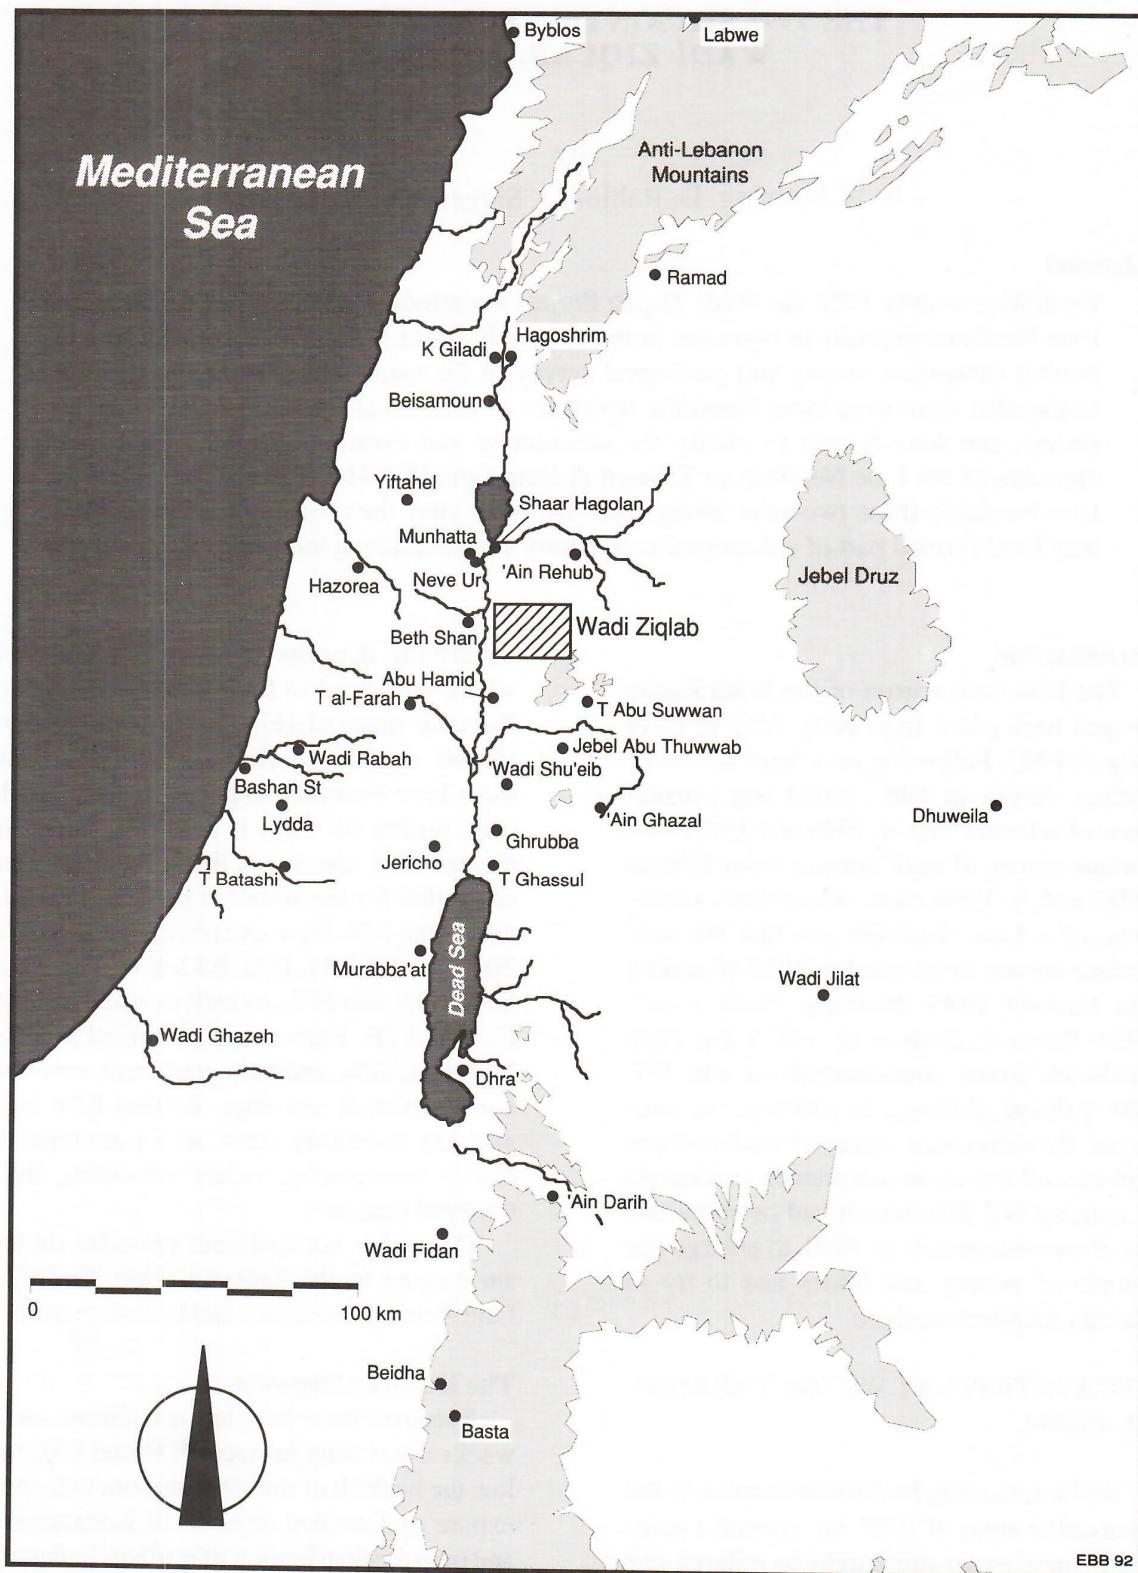 Byblos
Labwe
Mediterranean
Sea
Anti-Lebanon
Mountains
Ramad
K Giladi
Hagoshrim
Beisamoun
Yiftahel
Shaar Hagolan
Munhatta
'Ain Rehub
Neve Ur
Hazorea
Jebel Druz
Beth Shan
Wadi Ziqlab
Abu Hamid
T al-Farah
T Abu Suwwan
Wadi Rabah
Jebel Abu Thuwwab
'Wadi Shu'eib
Bashan St
Lydda
'Ain Ghazal
Dhuweila
Ghrubba
Jericho
T Batashi
T Ghassul
Dead Sea
Murabba'at
Wadi Jilat
Wadi Ghazeh
Dhra'
'Ain Darih
Wadi Fidan
0
100 km
Beidha
Basta
EBB 92